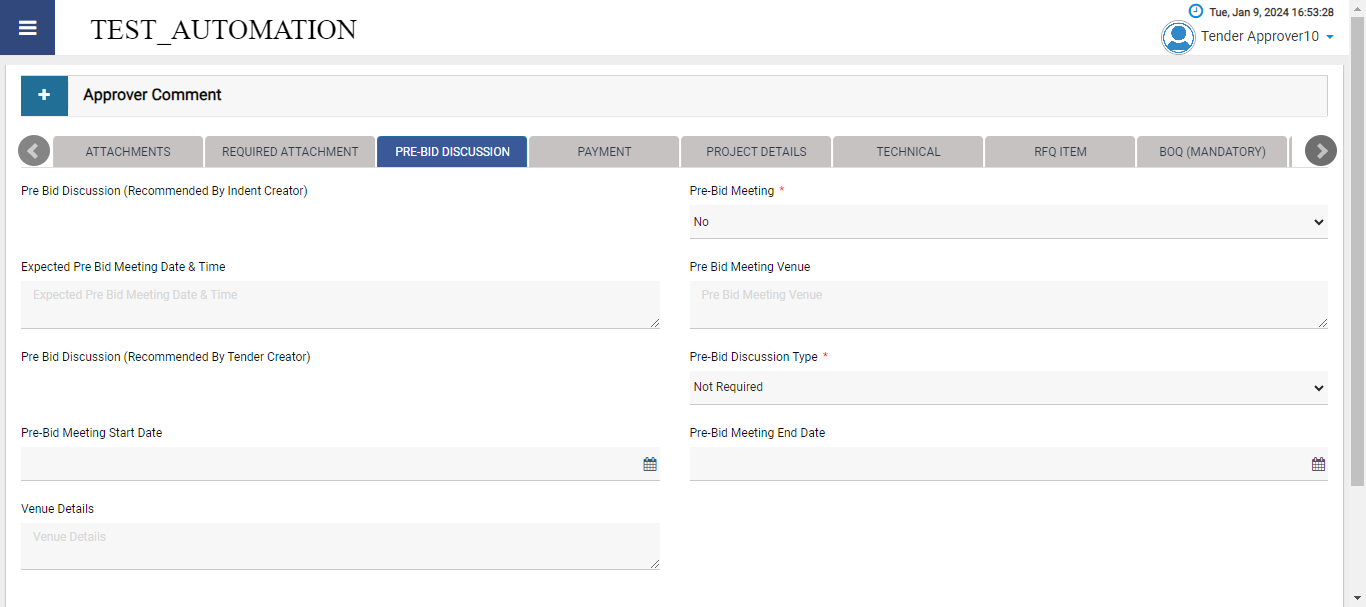 TEST_AUTOMATION
Tue, Jan 9, 2024 16:53:28
Tender Approver10
Approver Comment
ATTACHMENTS
REQUIRED ATTACHMENT
PRE-BID DISCUSSION
PAYMENT
PROJECT DETAILS
TECHNICAL
RFQ ITEM
BOQ (MANDATORY)
Pre Bid Discussion (Recommended By Indent Creator)
Pre-Bid Meeting *
No
Expected Pre Bid Meeting Date & Time
Pre Bid Meeting Venue
Expected Pre Bid Meeting Date & Time
Pre Bid Meeting Venue
Pre Bid Discussion (Recommended By Tender Creator)
Pre-Bid Discussion Type *
Not Required
Pre-Bid Meeting Start Date
Pre-Bid Meeting End Date
Venue Details
Venue Details